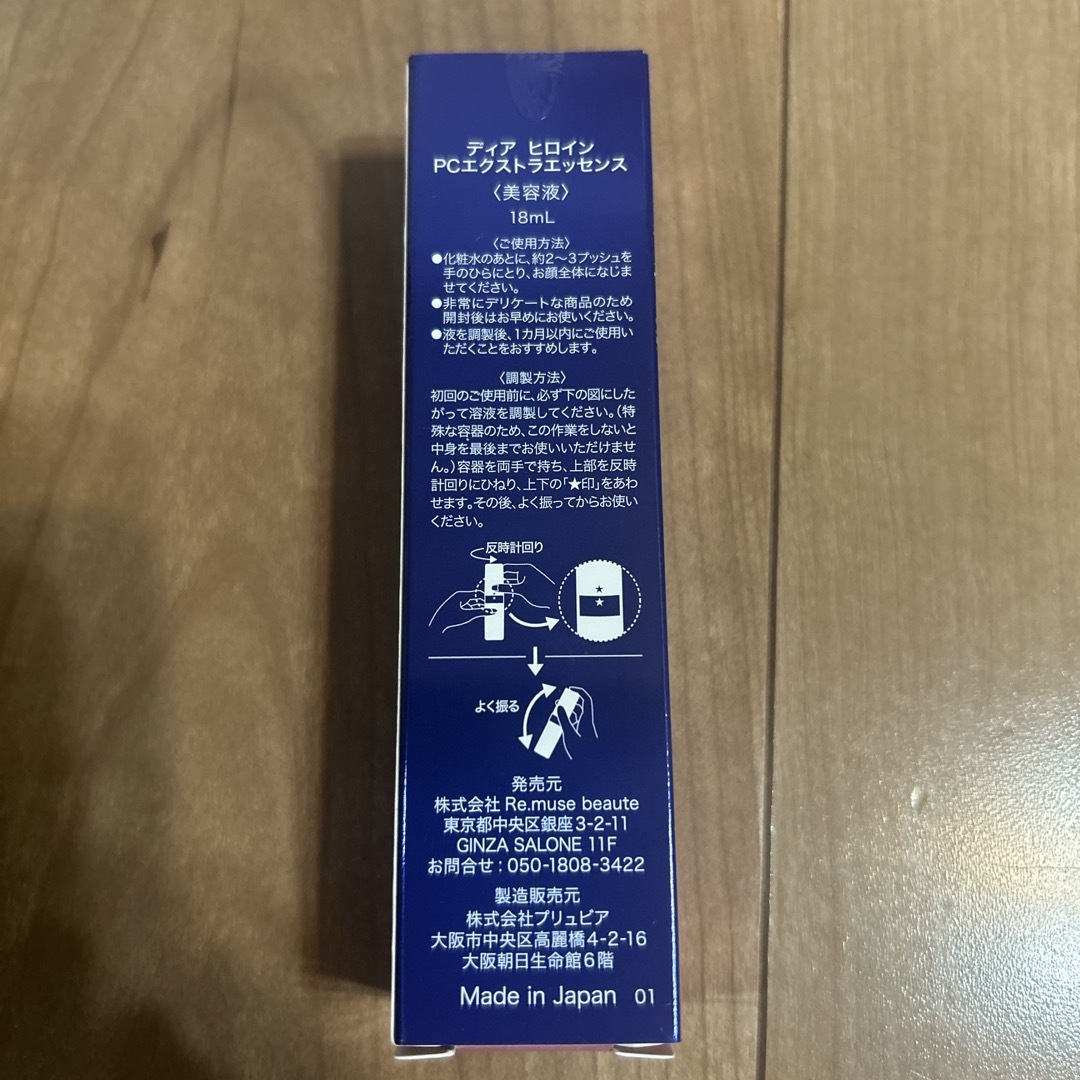 ディア ヒロイン
PCエクストラエッセンス
〈美容液〉
18mL
〈ご使用方法〉
●化粧水のあとに、約2〜3プッシュを
手のひらにとり、お顔全体になじま
せてください。
●非常にデリケートな商品のため
開封後はお早めにお使いください。
●液を調製後、1カ月以内にご使用い
ただくことをおすすめします。
〈調製方法〉
初回のご使用前に、必ず下の図にした
がって溶液を調製してください。(特
殊な容器のため、この作業をしないと
中身を最後までお使いいただけませ
ん。)容器を両手で持ち、上部を反時
計回りにひねり、上下の「★印」をあわ
せます。その後、よく振ってからお使い
ください。
反時計回り
★
★
よく振る
発売元
株式会社 Re.muse beaute
東京都中央区銀座3-2-11
GINZA SALONE 11F
お問合せ:050-1808-3422
製造販売元
株式会社プリュビア
大阪市中央区高麗橋4-2-16
大阪朝日生命館6階
Made in Japan 01